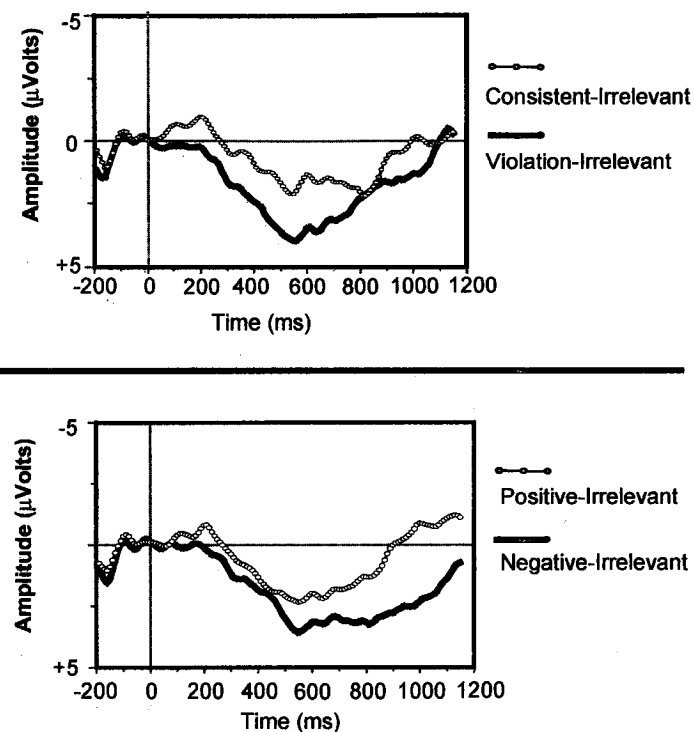 -5
0
+5
Amplitude (µVolts)
-200 0 200 400 600 800 1000 1200
Time (ms)
Consistent-Irrelevant
Violation-Irrelevant
-5
+5
Amplitude (µVolts)
-200 0 200 400 600 800 1000 1200
Time (ms)
Positive-Irrelevant
Negative-Irrelevant